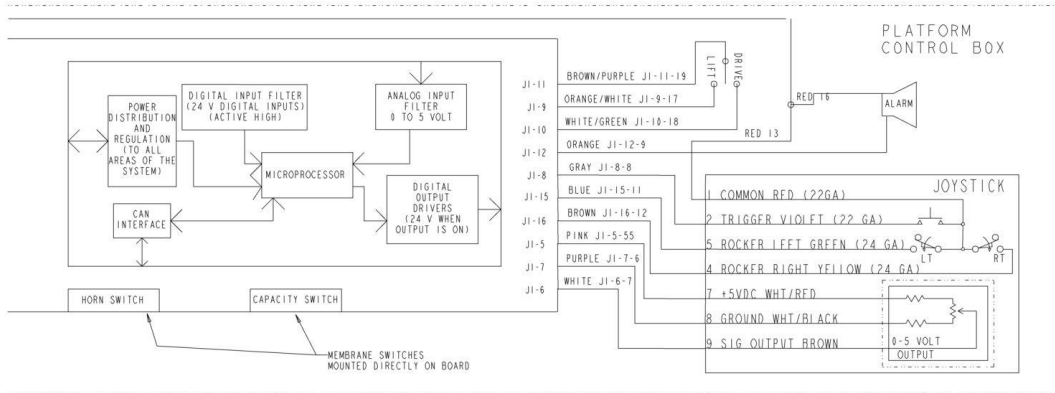 PLATFORM
CONTROL BOX
LIFT
DRIVE
J1-11 BROWN/PURPLE J1-11-19
J1-9 ORANGE/WHITE J1-9-17
J1-10 WHITE/GREEN J1-10-18
J1-12 ORANGE J1-12-9
J1-8 GRAY J1-8-8
J1-15 BLUE J1-15-11
J1-16 BROWN J1-16-12
J1-5 PINK J1-5-55
J1-7 PURPLE J1-7-6
J1-6 WHITE J1-6-7
RED 16
RED 13
ALARM
POWER
DISTRIBUTION
AND
REGULATION
(TO ALL
AREAS OF THE
SYSTEM)
DIGITAL INPUT FILTER
(24 V DIGITAL INPUTS)
(ACTIVE HIGH)
ANALOG INPUT
FILTER
0 TO 5 VOLT
MICROPROCESSOR
CAN
INTERFACE
DIGITAL
OUTPUT
DRIVERS
(24 V WHEN
OUTPUT IS ON)
JOYSTICK
1 COMMON RED (22GA)
2 TRIGGER VIOLET (22 GA)
5 ROCKER LEFT GREEN (24 GA)
LT
RT
4 ROCKER RIGHT YELLOW (24 GA)
7 +5VDC WHT/RED
8 GROUND WHT/BLACK
9 SIG OUTPUT BROWN
0-5 VOLT
OUTPUT
HORN SWITCH
CAPACITY SWITCH
MEMBRANE SWITCHES
MOUNTED DIRECTLY ON BOARD